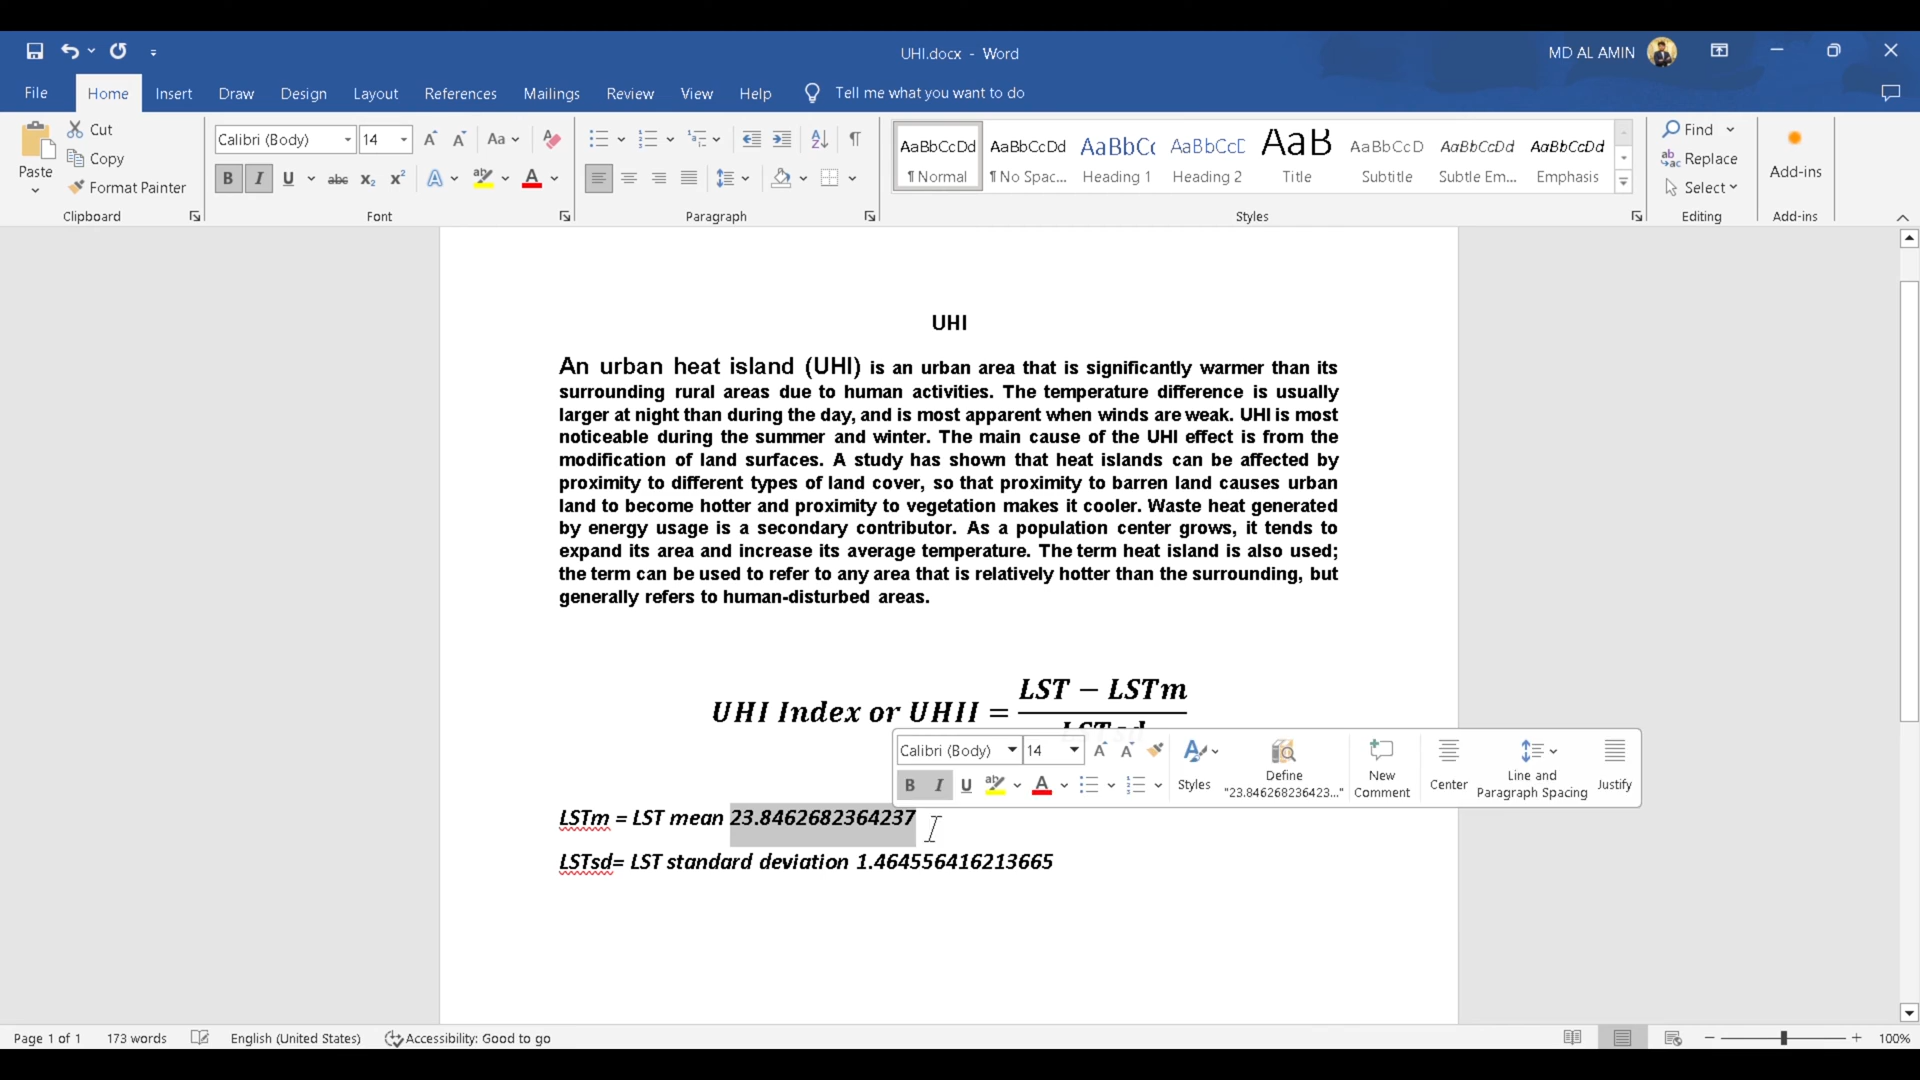 UHI.docx - Word
MD AL AMIN
File Home Insert Draw Design Layout References Mailings Review View Help Tell me what you want to do
Paste
Cut
Copy
Format Painter
Clipboard
Calibri (Body) 14
Font
Paragraph
AaBbCcDd
¶ Normal
AaBbCcDd
¶ No Spac...
AaBbCc
Heading 1
AaBbCcD
Heading 2
AaB
Title
AaBbCcD
Subtitle
AaBbCcDd
Subtle Em...
AaBbCcDd
Emphasis
Styles
Find
Replace
Select
Editing
Add-ins
Add-ins
UHI
An urban heat island (UHI) is an urban area that is significantly warmer than its
surrounding rural areas due to human activities. The temperature difference is usually
larger at night than during the day, and is most apparent when winds are weak. UHI is most
noticeable during the summer and winter. The main cause of the UHI effect is from the
modification of land surfaces. A study has shown that heat islands can be affected by
proximity to different types of land cover, so that proximity to barren land causes urban
land to become hotter and proximity to vegetation makes it cooler. Waste heat generated
by energy usage is a secondary contributor. As a population center grows, it tends to
expand its area and increase its average temperature. The term heat island is also used;
the term can be used to refer to any area that is relatively hotter than the surrounding, but
generally refers to human-disturbed areas.
LST − LSTm
UHI Index or UHII =
LSTsd
Calibri (Body) 14
Styles
Define
"23.846268236423..."
New
Comment
Center
Line and
Paragraph Spacing
Justify
LSTm = LST mean 23.8462682364237
LSTsd= LST standard deviation 1.464556416213665
Page 1 of 1 173 words English (United States) Accessibility: Good to go 100%